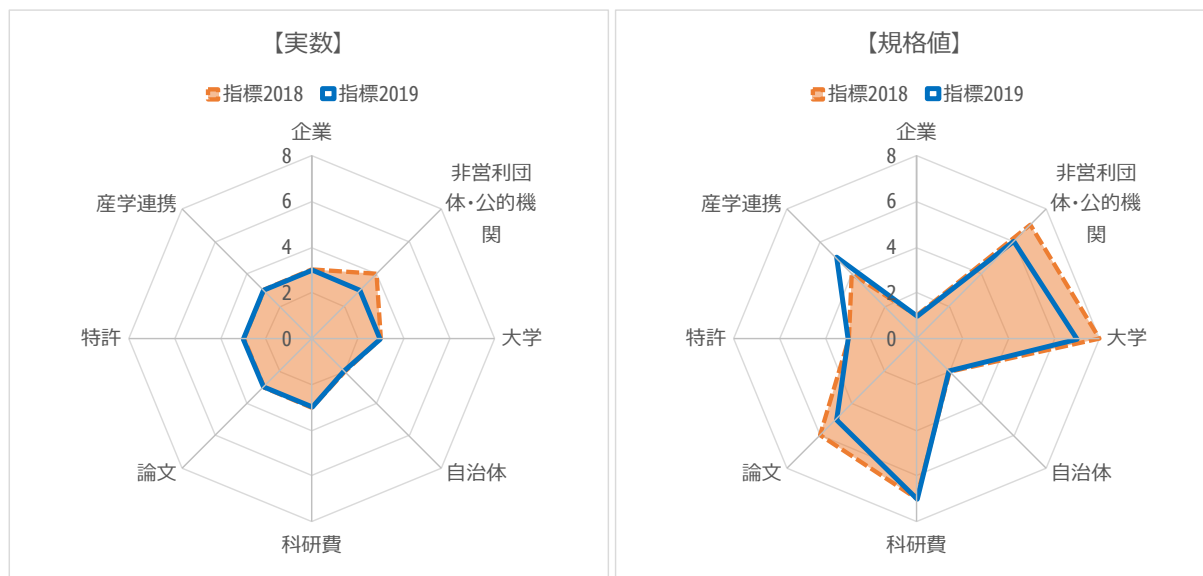 【実数】
指標2018 指標2019
企業
8
6
4
2
0
非営利団
体・公的機
関
大学
自治体
科研費
論文
特許
産学連携
【規格値】
指標2018 指標2019
企業
8
6
4
2
0
非営利団
体・公的機
関
大学
自治体
科研費
論文
特許
産学連携